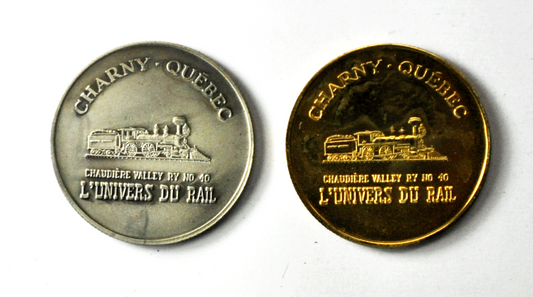 CHARNY · QUÉBEC
CHAUDIÈRE VALLEY RY NO 40
L'UNIVERS DU RAIL
CHARNY · QUÉBEC
CHAUDIÈRE VALLEY RY NO 40
L'UNIVERS DU RAIL